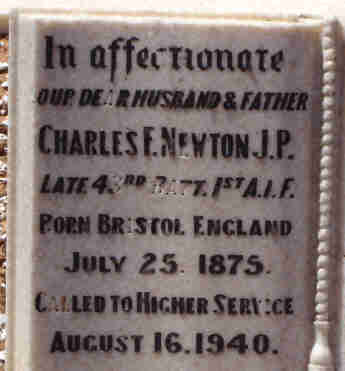 In affectionate
OUR DEAR HUSBAND & FATHER
CHARLES F. NEWTON J.P.
LATE 43RD BATT. 1ST A.I.F.
BORN BRISTOL ENGLAND
JULY 25. 1875.
CALLED TO HIGHER SERVICE
AUGUST 16. 1940.